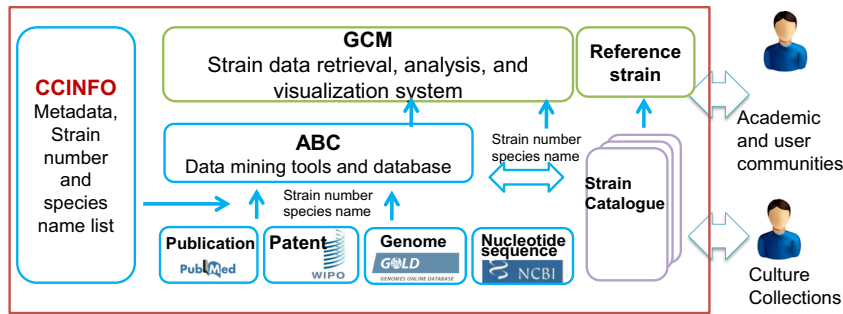 CCINFO
Metadata,
Strain
number
and
species
name list
GCM
Strain data retrieval, analysis, and
visualization system
Reference
strain
ABC
Data mining tools and database
Strain number
species name
Strain number
species name
Strain
Catalogue
Publication
PubMed
Patent
WIPO
Genome
GOLD
GENOMES ONLINE DATABASE
Nucleotide
sequence
NCBI
Academic
and user
communities
Culture
Collections